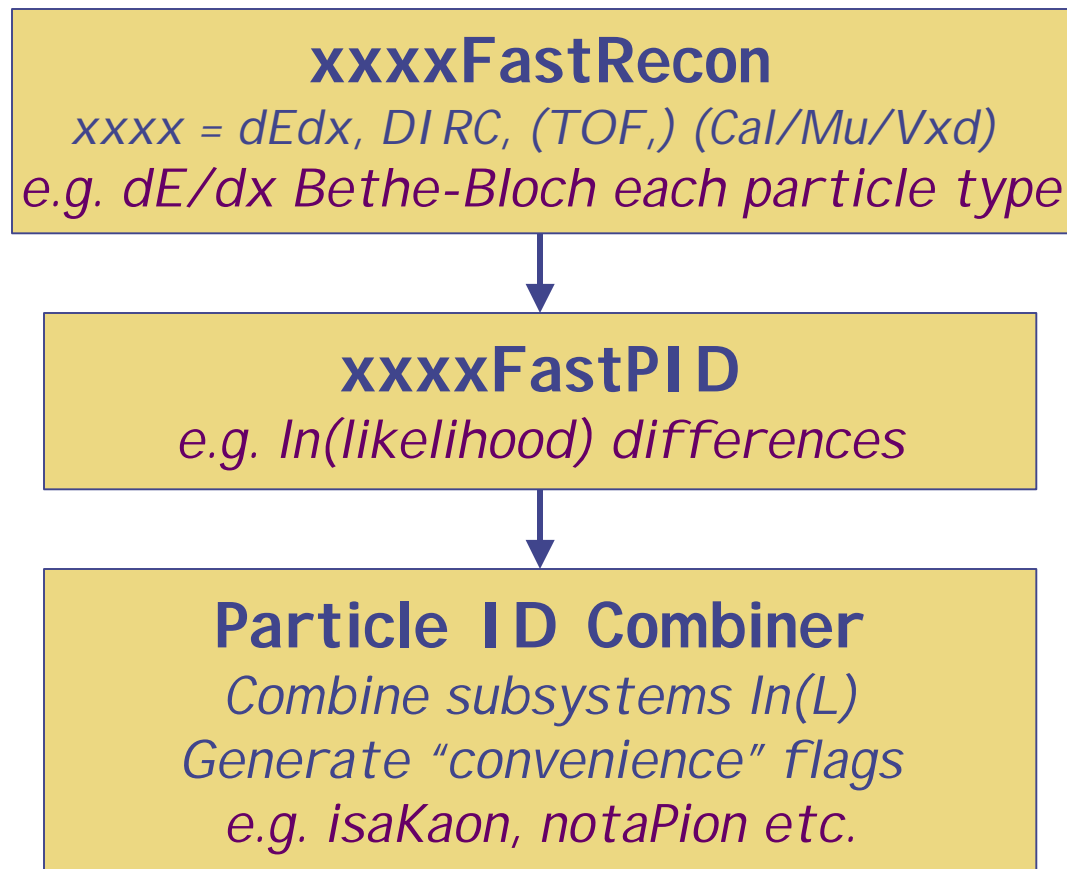 xxxxFastRecon
xxxx = dEdx, DIRC, (TOF,) (Cal/Mu/Vxd)
e.g. dE/dx Bethe-Bloch each particle type
xxxxFastPID
e.g. ln(likelihood) differences
Particle ID Combiner
Combine subsystems ln(L)
Generate “convenience” flags
e.g. isaKaon, notaPion etc.